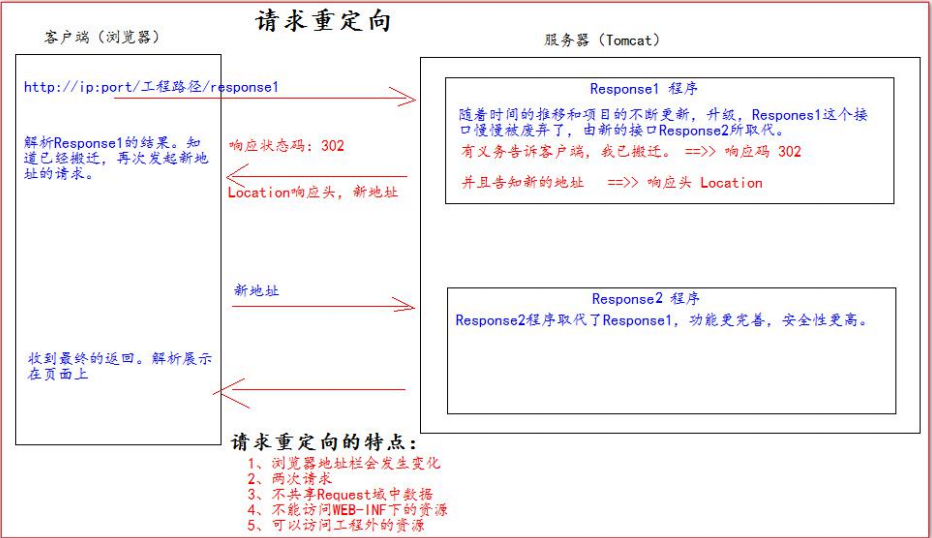 请求重定向
客户端（浏览器）
服务器（Tomcat）
http://ip:port/工程路径/response1
解析Response1的结果。知
道已经搬迁，再次发起新地
址的请求。
响应状态码：302
Location响应头，新地址
Response1 程序
随着时间的推移和项目的不断更新，升级，Respones1这个接
口慢慢被废弃了，由新的接口Response2所取代。
有义务告诉客户端，我已搬迁。 ==>> 响应码 302
并且告知新的地址 ==>> 响应头 Location
新地址
Response2 程序
Response2程序取代了Response1，功能更完善，安全性更高。
收到最终的返回。解析展示
在页面上
请求重定向的特点：
1、浏览器地址栏会发生变化
2、两次请求
3、不共享Request域中数据
4、不能访问WEB-INF下的资源
5、可以访问工程外的资源